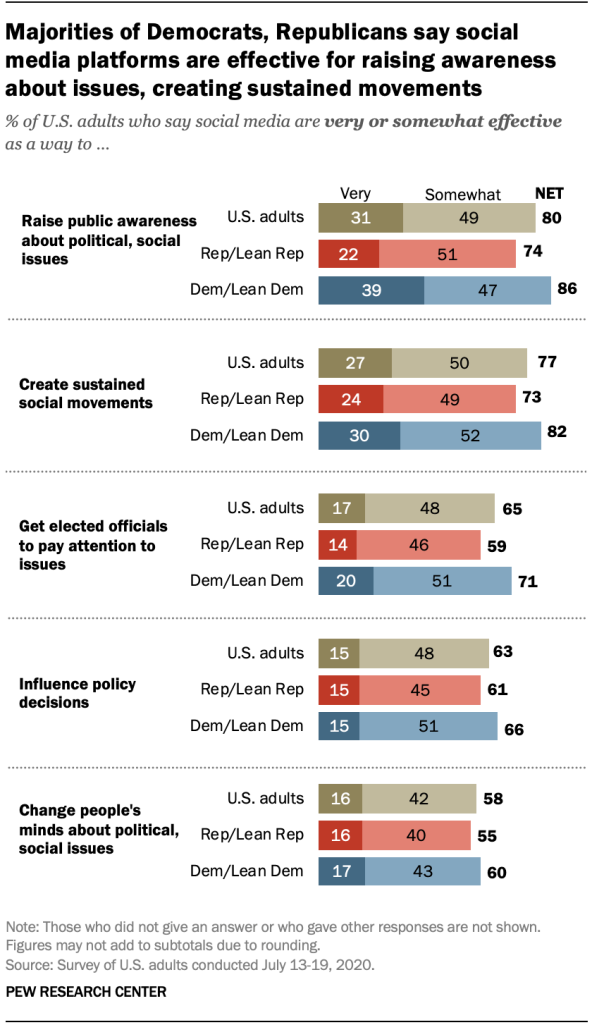 Majorities of Democrats, Republicans say social
media platforms are effective for raising awareness
about issues, creating sustained movements
% of U.S. adults who say social media are very or somewhat effective
as a way to ...
Very Somewhat NET
Raise public awareness
about political, social
issues
U.S. adults 31 49 80
Rep/Lean Rep 22 51 74
Dem/Lean Dem 39 47 86
Create sustained
social movements
U.S. adults 27 50 77
Rep/Lean Rep 24 49 73
Dem/Lean Dem 30 52 82
Get elected officials
to pay attention to
issues
U.S. adults 17 48 65
Rep/Lean Rep 14 46 59
Dem/Lean Dem 20 51 71
Influence policy
decisions
U.S. adults 15 48 63
Rep/Lean Rep 15 45 61
Dem/Lean Dem 15 51 66
Change people's
minds about political,
social issues
U.S. adults 16 42 58
Rep/Lean Rep 16 40 55
Dem/Lean Dem 17 43 60
Note: Those who did not give an answer or who gave other responses are not shown.
Figures may not add to subtotals due to rounding.
Source: Survey of U.S. adults conducted July 13-19, 2020.
PEW RESEARCH CENTER